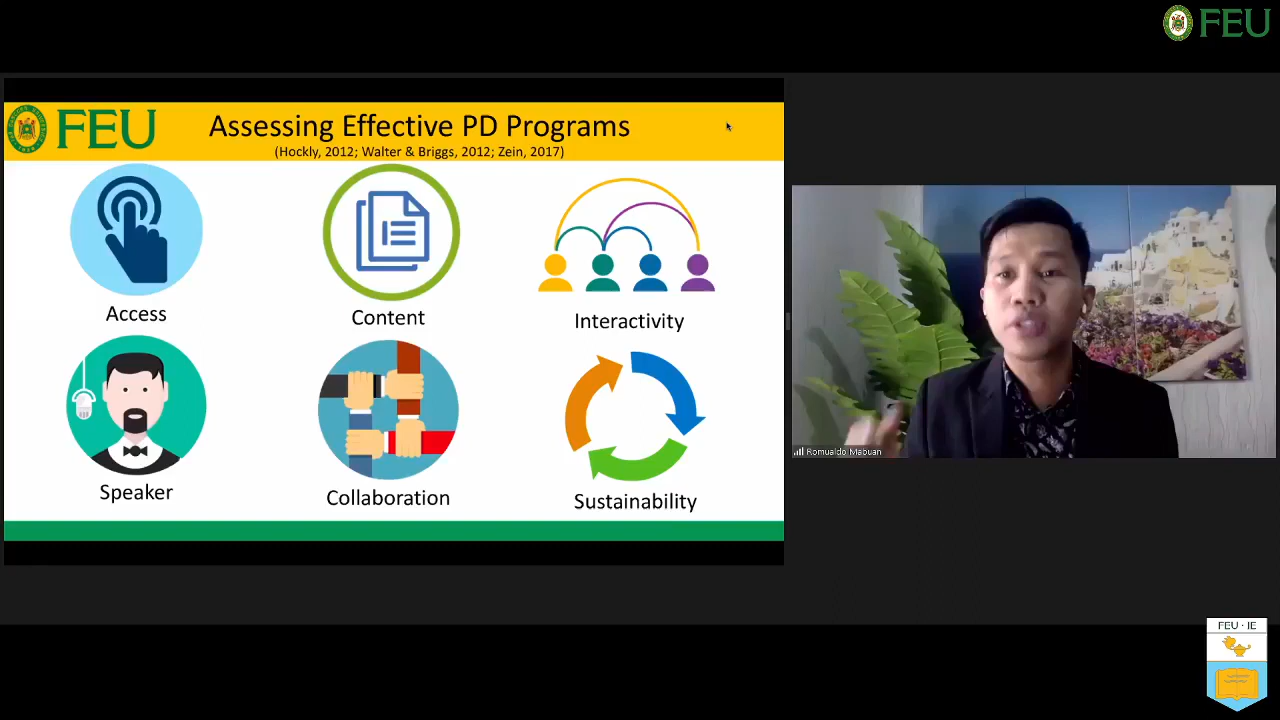 FEU
FEU
Assessing Effective PD Programs
(Hockly, 2012; Walter & Briggs, 2012; Zein, 2017)
Access
Content
Interactivity
Speaker
Collaboration
Sustainability
Romualdo Mabuan
FEU · IE